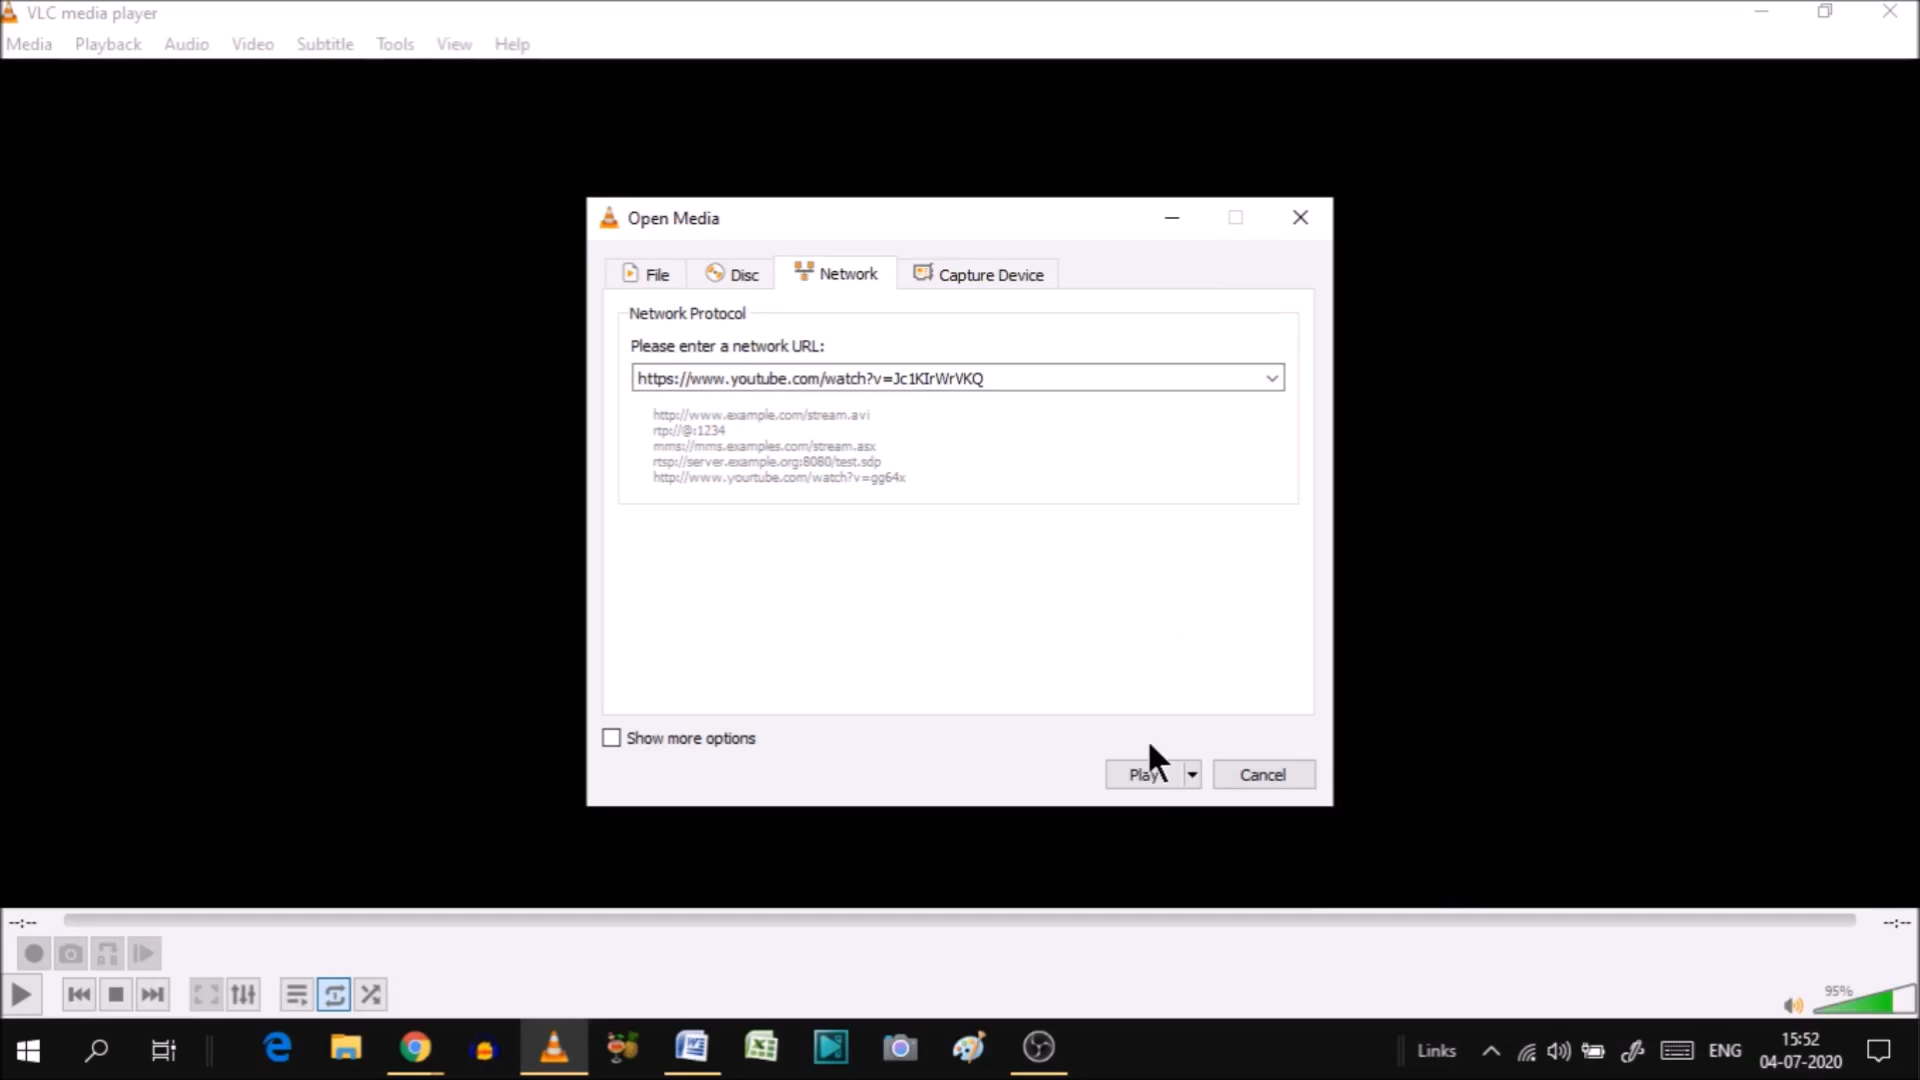 VLC media player
Media Playback Audio Video Subtitle Tools View Help
Open Media
File Disc Network Capture Device
Network Protocol
Please enter a network URL:
https://www.youtube.com/watch?v=Jc1KIrWrVKQ
http://www.example.com/stream.avi
rtp://@:1234
mms://mms.examples.com/stream.asx
rtsp://server.example.org:8080/test.sdp
http://www.yourtube.com/watch?v=gg64x
Show more options
Play Cancel
--:-- --:--
95%
Links ENG 15:52
04-07-2020